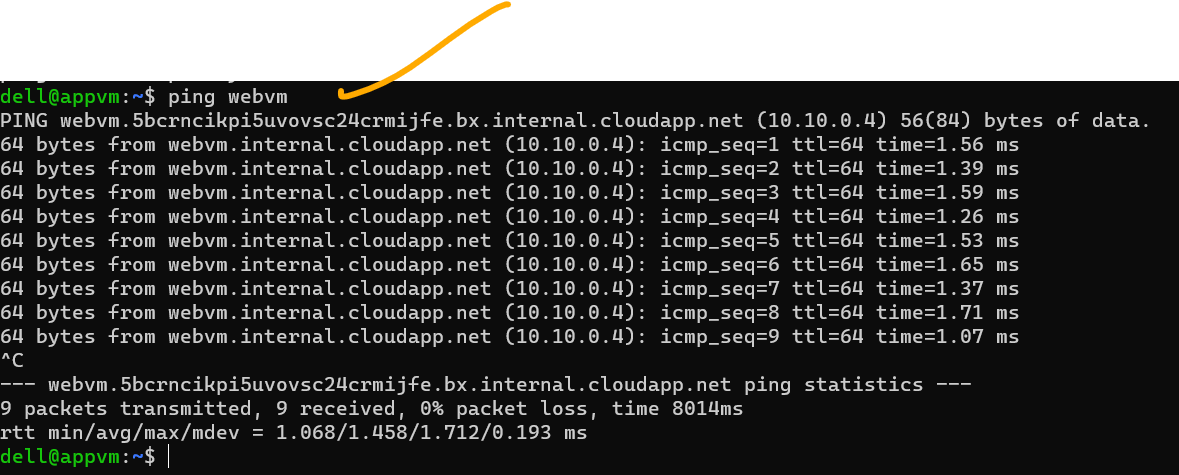 dell@appvm:~$ ping webvm
PING webvm.5bcrncikpi5uvovsc24crmijfe.bx.internal.cloudapp.net (10.10.0.4) 56(84) bytes of data.
64 bytes from webvm.internal.cloudapp.net (10.10.0.4): icmp_seq=1 ttl=64 time=1.56 ms
64 bytes from webvm.internal.cloudapp.net (10.10.0.4): icmp_seq=2 ttl=64 time=1.39 ms
64 bytes from webvm.internal.cloudapp.net (10.10.0.4): icmp_seq=3 ttl=64 time=1.59 ms
64 bytes from webvm.internal.cloudapp.net (10.10.0.4): icmp_seq=4 ttl=64 time=1.26 ms
64 bytes from webvm.internal.cloudapp.net (10.10.0.4): icmp_seq=5 ttl=64 time=1.53 ms
64 bytes from webvm.internal.cloudapp.net (10.10.0.4): icmp_seq=6 ttl=64 time=1.65 ms
64 bytes from webvm.internal.cloudapp.net (10.10.0.4): icmp_seq=7 ttl=64 time=1.37 ms
64 bytes from webvm.internal.cloudapp.net (10.10.0.4): icmp_seq=8 ttl=64 time=1.71 ms
64 bytes from webvm.internal.cloudapp.net (10.10.0.4): icmp_seq=9 ttl=64 time=1.07 ms
^C
--- webvm.5bcrncikpi5uvovsc24crmijfe.bx.internal.cloudapp.net ping statistics ---
9 packets transmitted, 9 received, 0% packet loss, time 8014ms
rtt min/avg/max/mdev = 1.068/1.458/1.712/0.193 ms
dell@appvm:~$